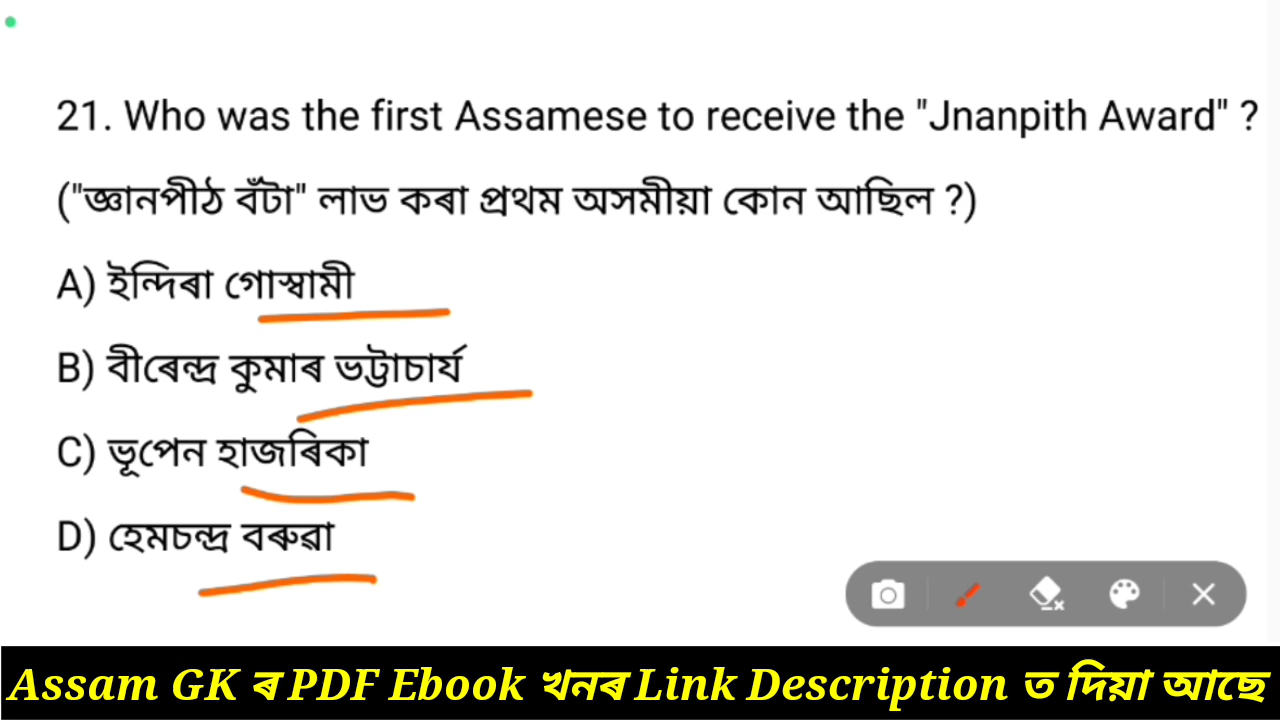 21. Who was the first Assamese to receive the "Jnanpith Award" ?
("জ্ঞানপীঠ বঁটা" লাভ কৰা প্ৰথম অসমীয়া কোন আছিল ?)
A) ইন্দিৰা গোস্বামী
B) বীৰেন্দ্ৰ কুমাৰ ভট্টাচাৰ্য
C) ভূপেন হাজৰিকা
D) হেমচন্দ্ৰ বৰুৱা
Assam GK ৰ PDF Ebook খনৰ Link Description ত দিয়া আছে